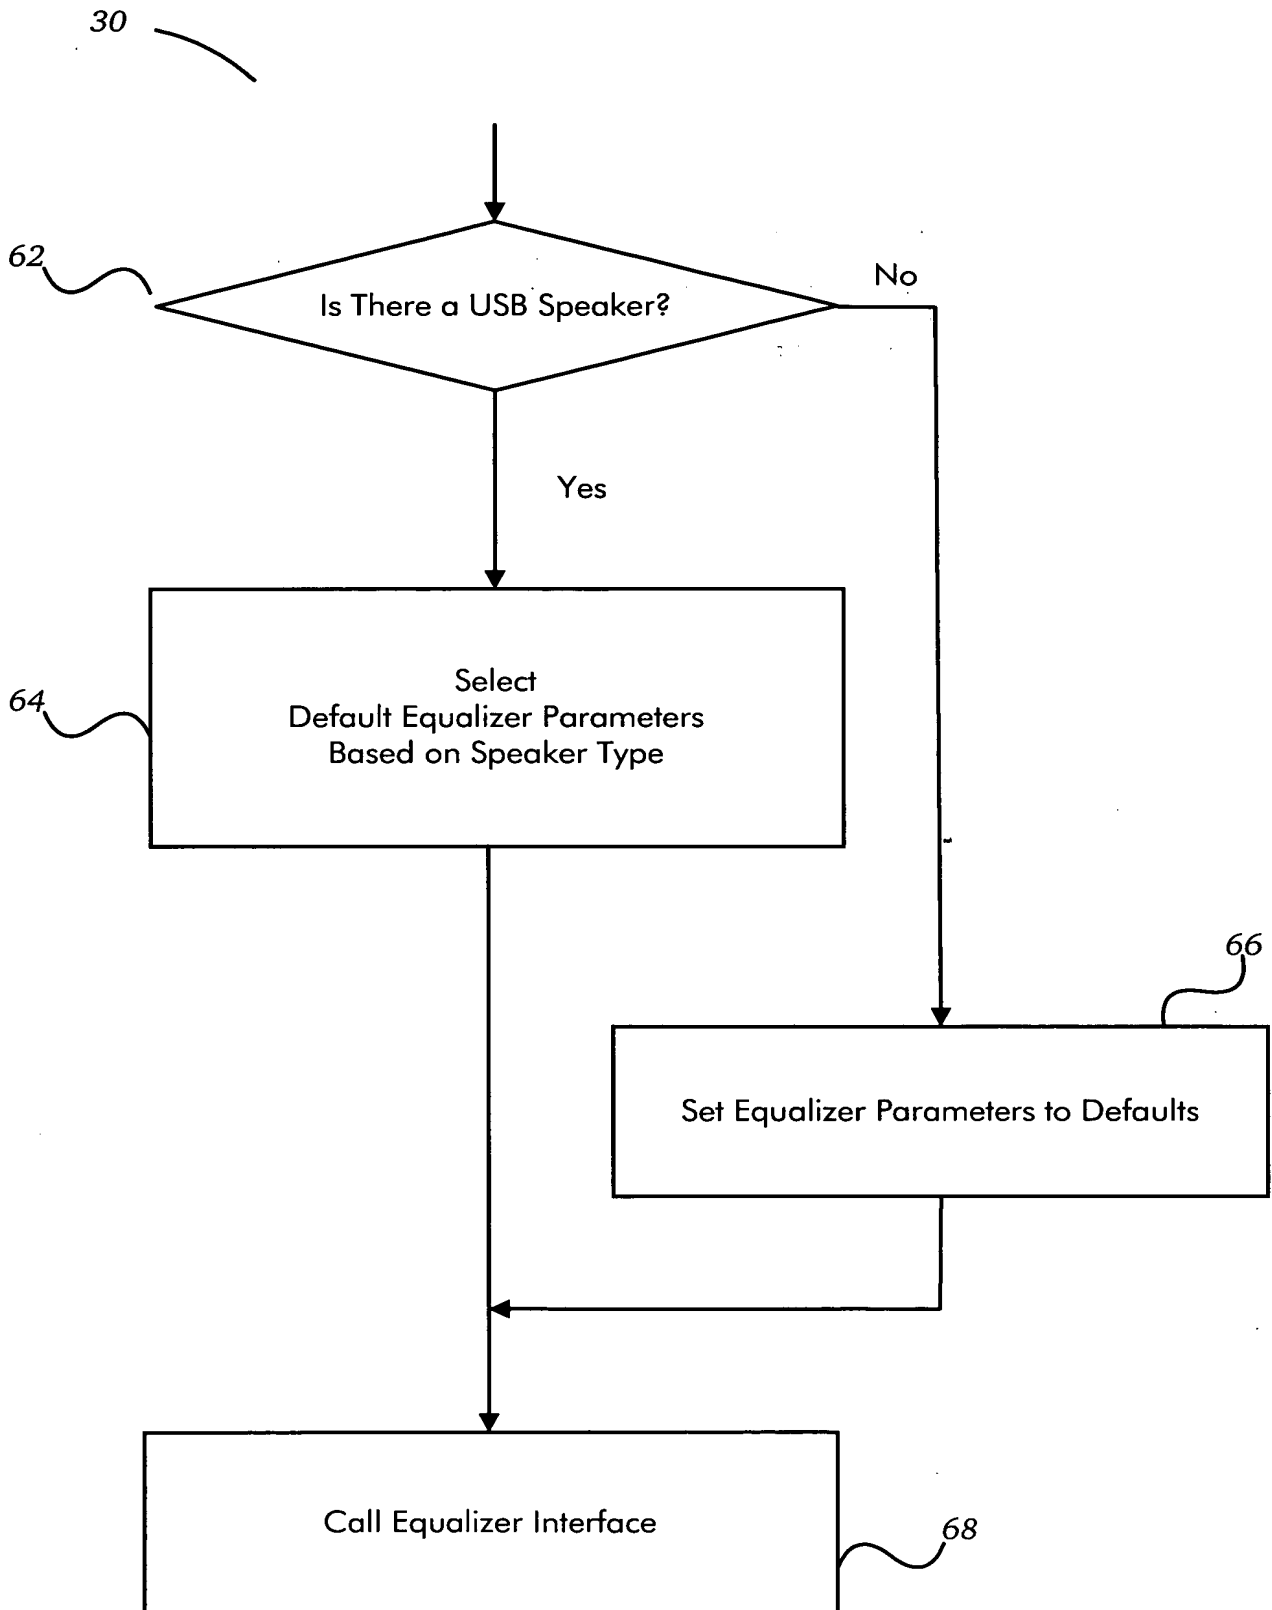 30
62
Is There a USB Speaker?
No
Yes
64
Select
Default Equalizer Parameters
Based on Speaker Type
66
Set Equalizer Parameters to Defaults
Call Equalizer Interface
68